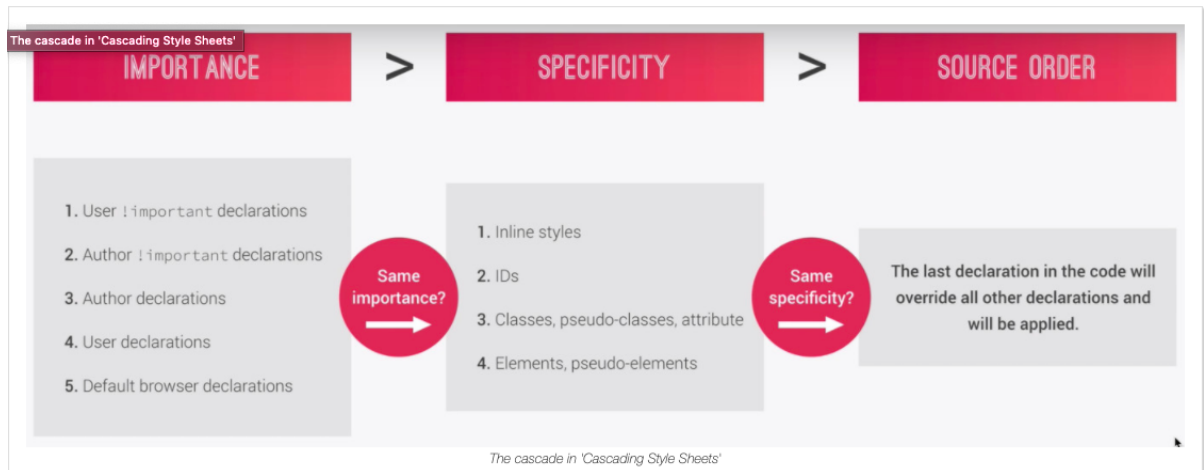 The cascade in 'Cascading Style Sheets'
IMPORTANCE
>
SPECIFICITY
>
SOURCE ORDER
1. User !important declarations
2. Author !important declarations
3. Author declarations
4. User declarations
5. Default browser declarations
Same
importance?
1. Inline styles
2. IDs
3. Classes, pseudo-classes, attribute
4. Elements, pseudo-elements
Same
specificity?
The last declaration in the code will
override all other declarations and
will be applied.
The cascade in 'Cascading Style Sheets'